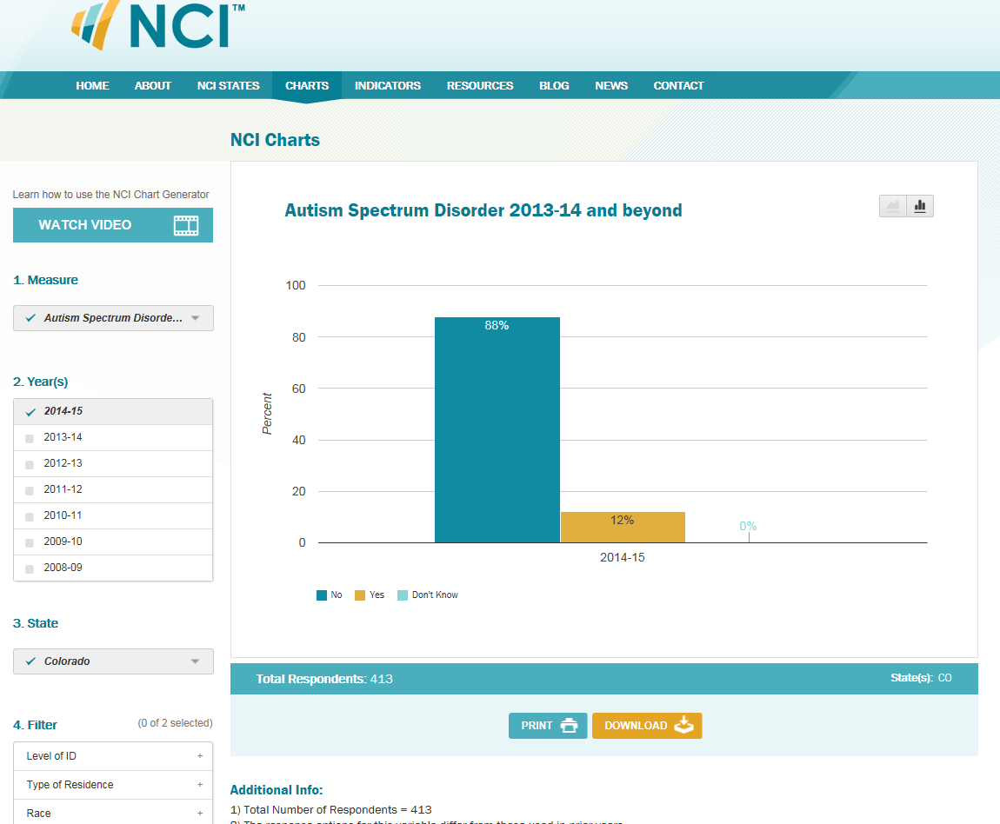 NCI™
HOME ABOUT NCI STATES CHARTS INDICATORS RESOURCES BLOG NEWS CONTACT
NCI Charts
Learn how to use the NCI Chart Generator
WATCH VIDEO
1. Measure
Autism Spectrum Disorde...
2. Year(s)
2014-15
2013-14
2012-13
2011-12
2010-11
2009-10
2008-09
3. State
Colorado
4. Filter (0 of 2 selected)
Level of ID +
Type of Residence +
Race +
Autism Spectrum Disorder 2013-14 and beyond
100
80
60
40
20
0
Percent
88%
12%
0%
2014-15
No Yes Don't Know
Total Respondents: 413 State(s): CO
PRINT DOWNLOAD
Additional Info:
1) Total Number of Respondents = 413
2) The response options for this variable differ from those used in prior years